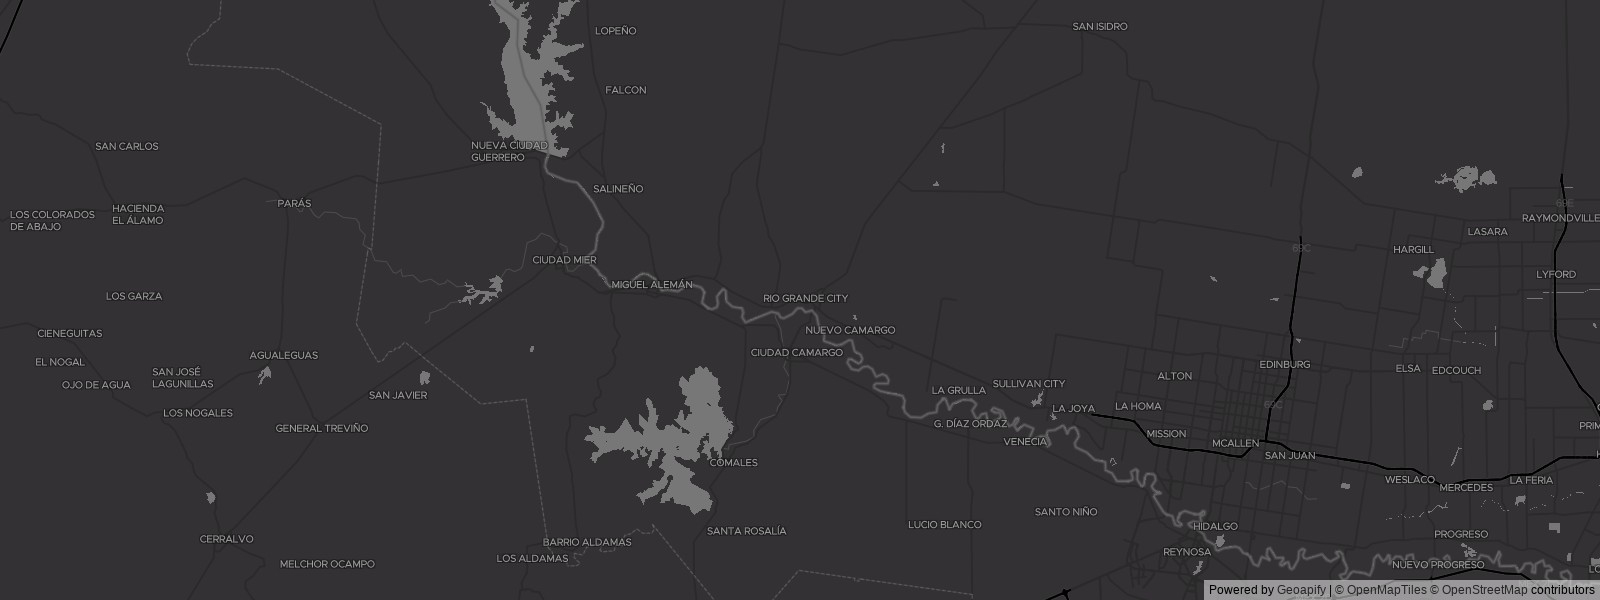 SAN ISIDRO
LOPEÑO
FALCON
SAN CARLOS
NUEVA CIUDAD
GUERRERO
SALINEÑO
PARÁS
HACIENDA
EL ÁLAMO
LOS COLORADOS
DE ABAJO
69E
RAYMONDVILLE
LASARA
69C
HARGILL
CIUDAD MIER
LYFORD
MIGUEL ALEMÁN
LOS GARZA
RIO GRANDE CITY
NUEVO CAMARGO
CIENEGUITAS
CIUDAD CAMARGO
AGUALEGUAS
EL NOGAL
EDINBURG
ELSA
EDCOUCH
SAN JOSÉ
LAGUNILLAS
ALTON
OJO DE AGUA
SULLIVAN CITY
LA GRULLA
SAN JAVIER
69C
LA HOMA
LA JOYA
LOS NOGALES
G. DÍAZ ORDAZ
PRIM
GENERAL TREVIÑO
MISSION
VENECIA
MCALLEN
SAN JUAN
COMALES
WESLACO
LA FERIA
MERCEDES
SANTO NIÑO
LUCIO BLANCO
HIDALGO
SANTA ROSALÍA
PROGRESO
CERRALVO
BARRIO ALDAMAS
REYNOSA
LOS ALDAMAS
MELCHOR OCAMPO
NUEVO PROGRESO
LO
Powered by Geoapify | © OpenMapTiles © OpenStreetMap contributors